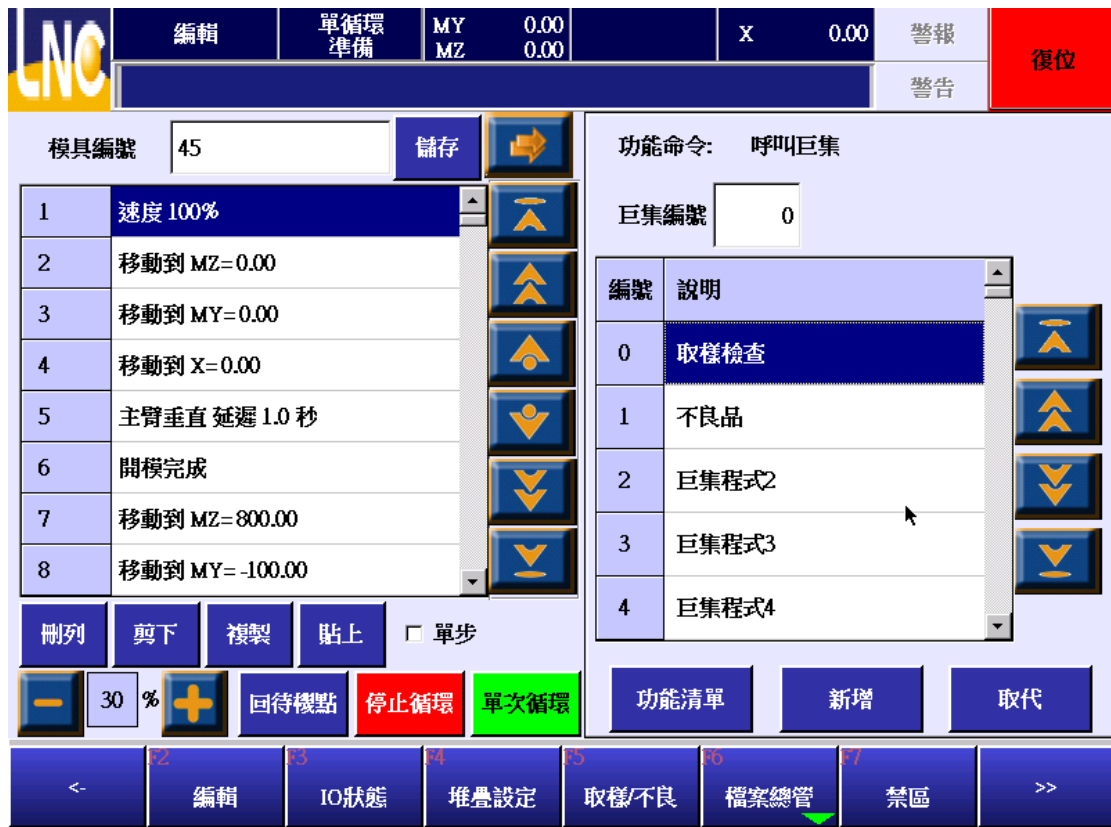 LNC
編輯
單循環
準備
MY 0.00
MZ 0.00
X 0.00
警報
警告
復位
模具編號 45 儲存
1 速度 100%
2 移動到 MZ=0.00
3 移動到 MY=0.00
4 移動到 X=0.00
5 主臂垂直 延遲 1.0 秒
6 開模完成
7 移動到 MZ=800.00
8 移動到 MY=-100.00
刪列 剪下 複製 貼上 單步
30 % 回待機點 停止循環 單次循環
功能命令: 呼叫巨集
巨集編號 0
編號 說明
0 取樣檢查
1 不良品
2 巨集程式2
3 巨集程式3
4 巨集程式4
功能清單 新增 取代
<-
F2 編輯
F3 IO狀態
F4 堆疊設定
F5 取樣/不良
F6 檔案總管
F7 禁區
>>